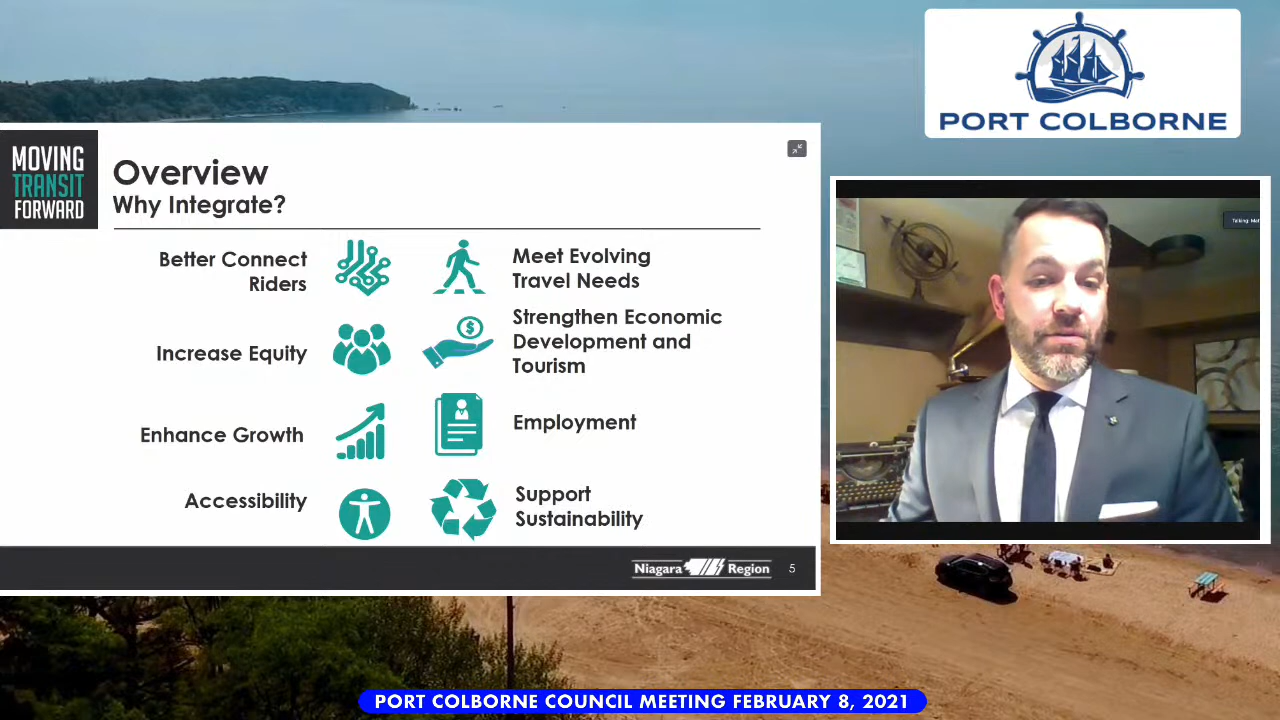 PORT COLBORNE
MOVING
TRANSIT
FORWARD
Overview
Why Integrate?
Better Connect
Riders
Meet Evolving
Travel Needs
Increase Equity
Strengthen Economic
Development and
Tourism
Enhance Growth
Employment
Accessibility
Support
Sustainability
Niagara Region
5
Talking:
PORT COLBORNE COUNCIL MEETING FEBRUARY 8, 2021